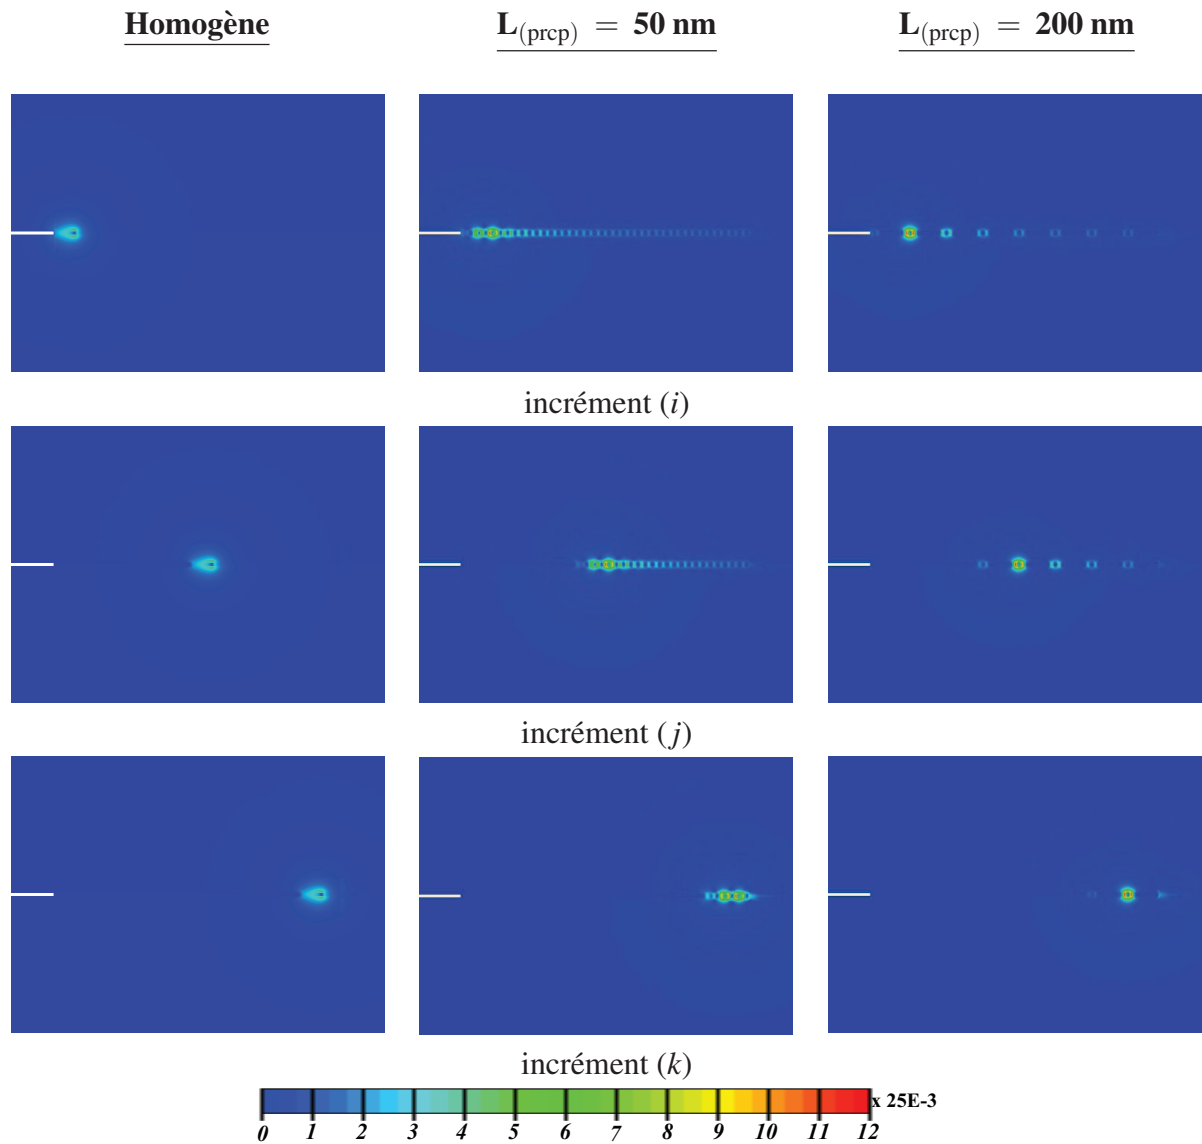 Homogène L(prcp) = 50 nm L(prcp) = 200 nm
incrément (i)
incrément (j)
incrément (k)
x 25E-3
0 1 2 3 4 5 6 7 8 9 10 11 12